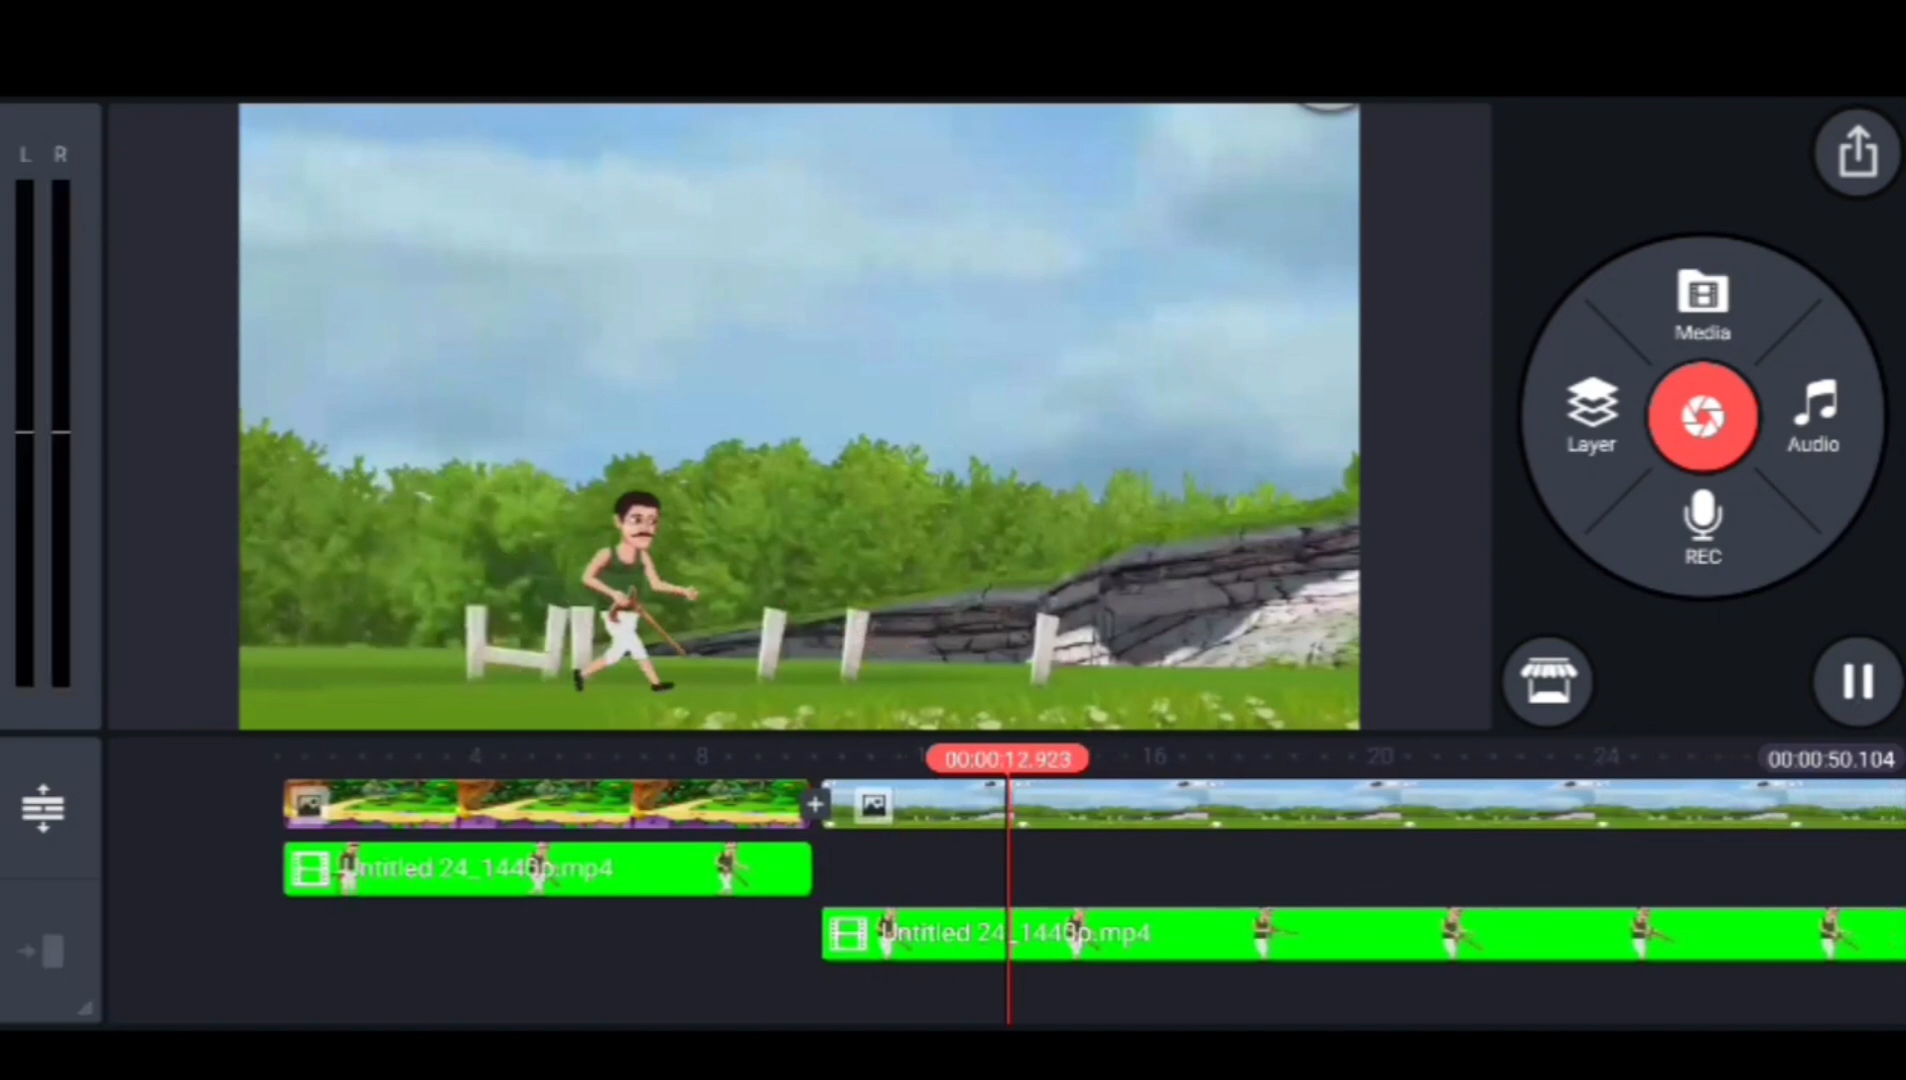 L R
Media
Layer
Audio
REC
4 8 00:00:12.923 16 20 24 00:00:50.104
Untitled 24_1440p.mp4
Untitled 24_1440p.mp4